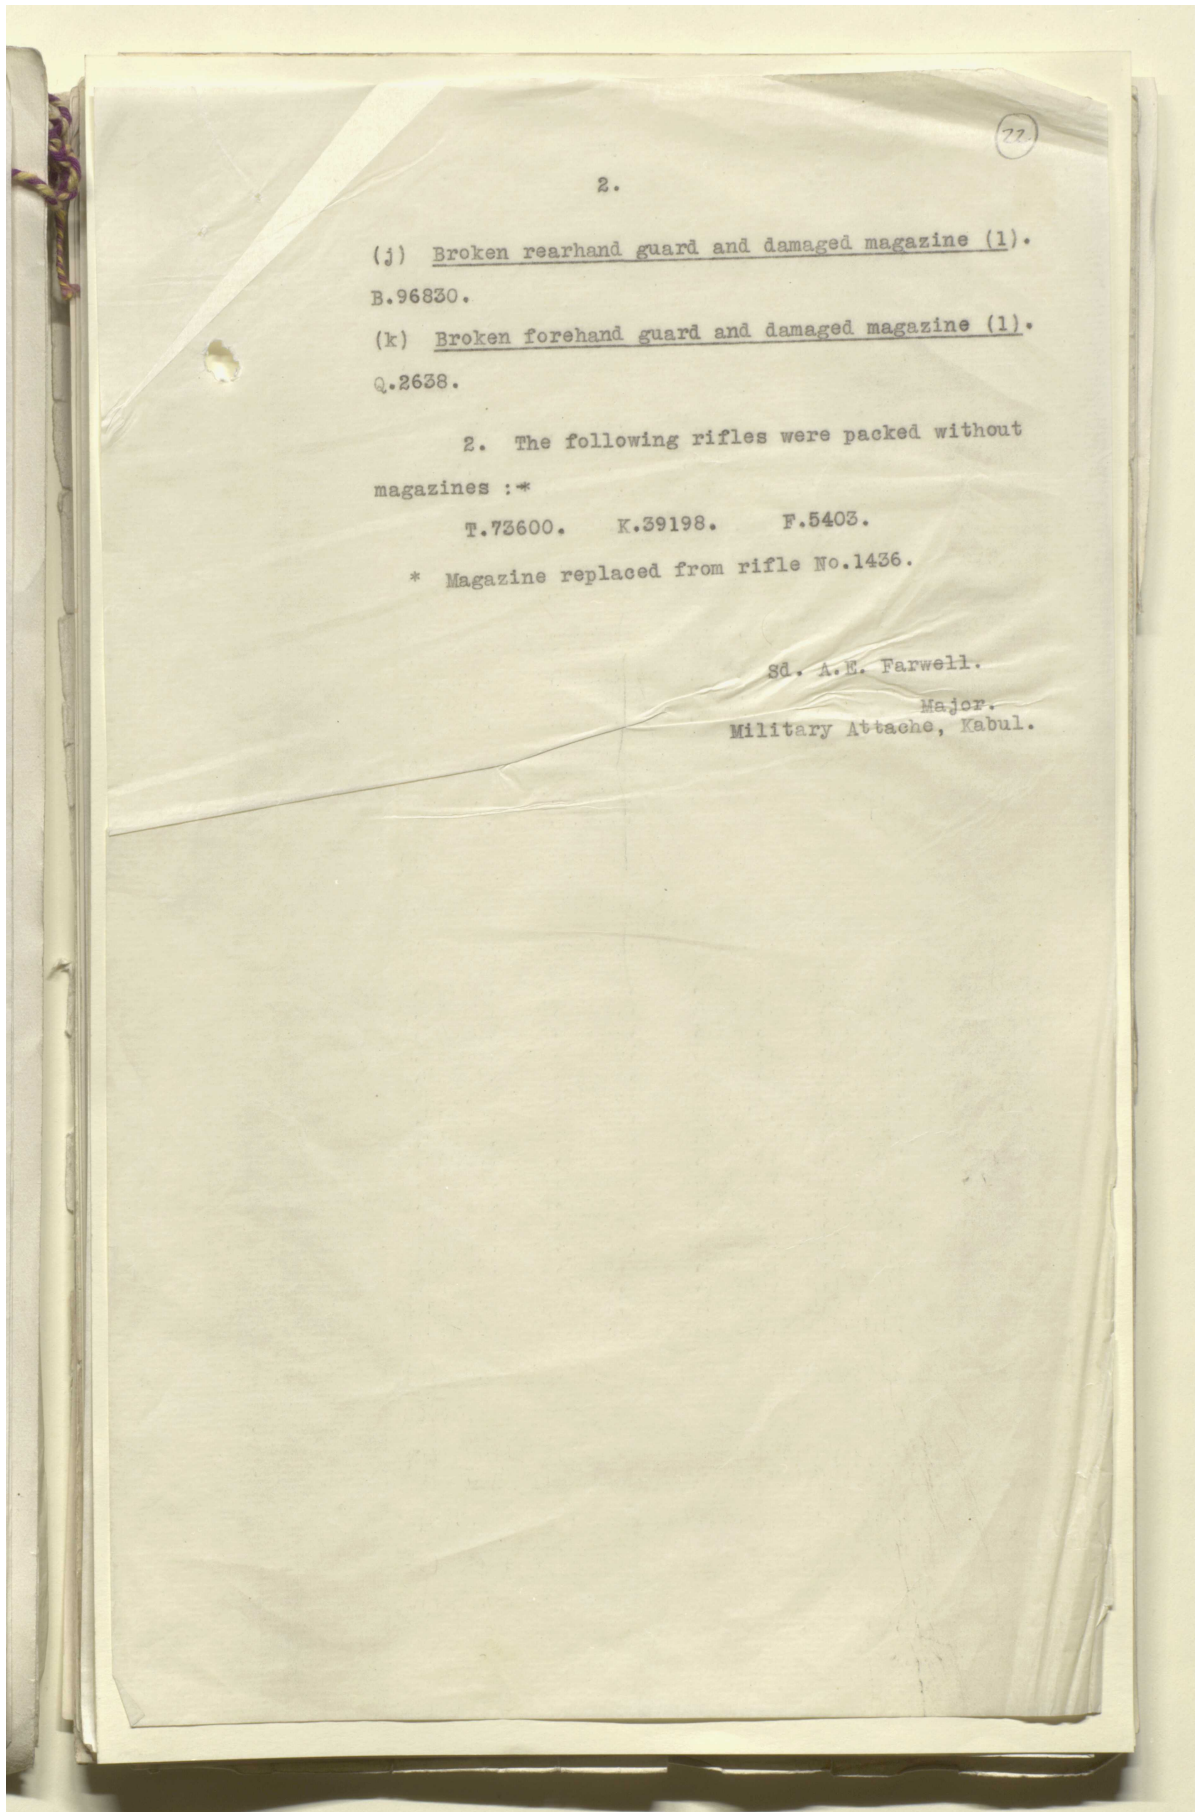 22
2.
(j) Broken rearhand guard and damaged magazine (1).
B.96830.
(k) Broken forehand guard and damaged magazine (1).
Q.2638.
2. The following rifles were packed without
magazines :*
T.73600. K.39198. F.5403.
* Magazine replaced from rifle No.1436.
Sd. A.E. Farwell.
Major.
Military Attache, Kabul.